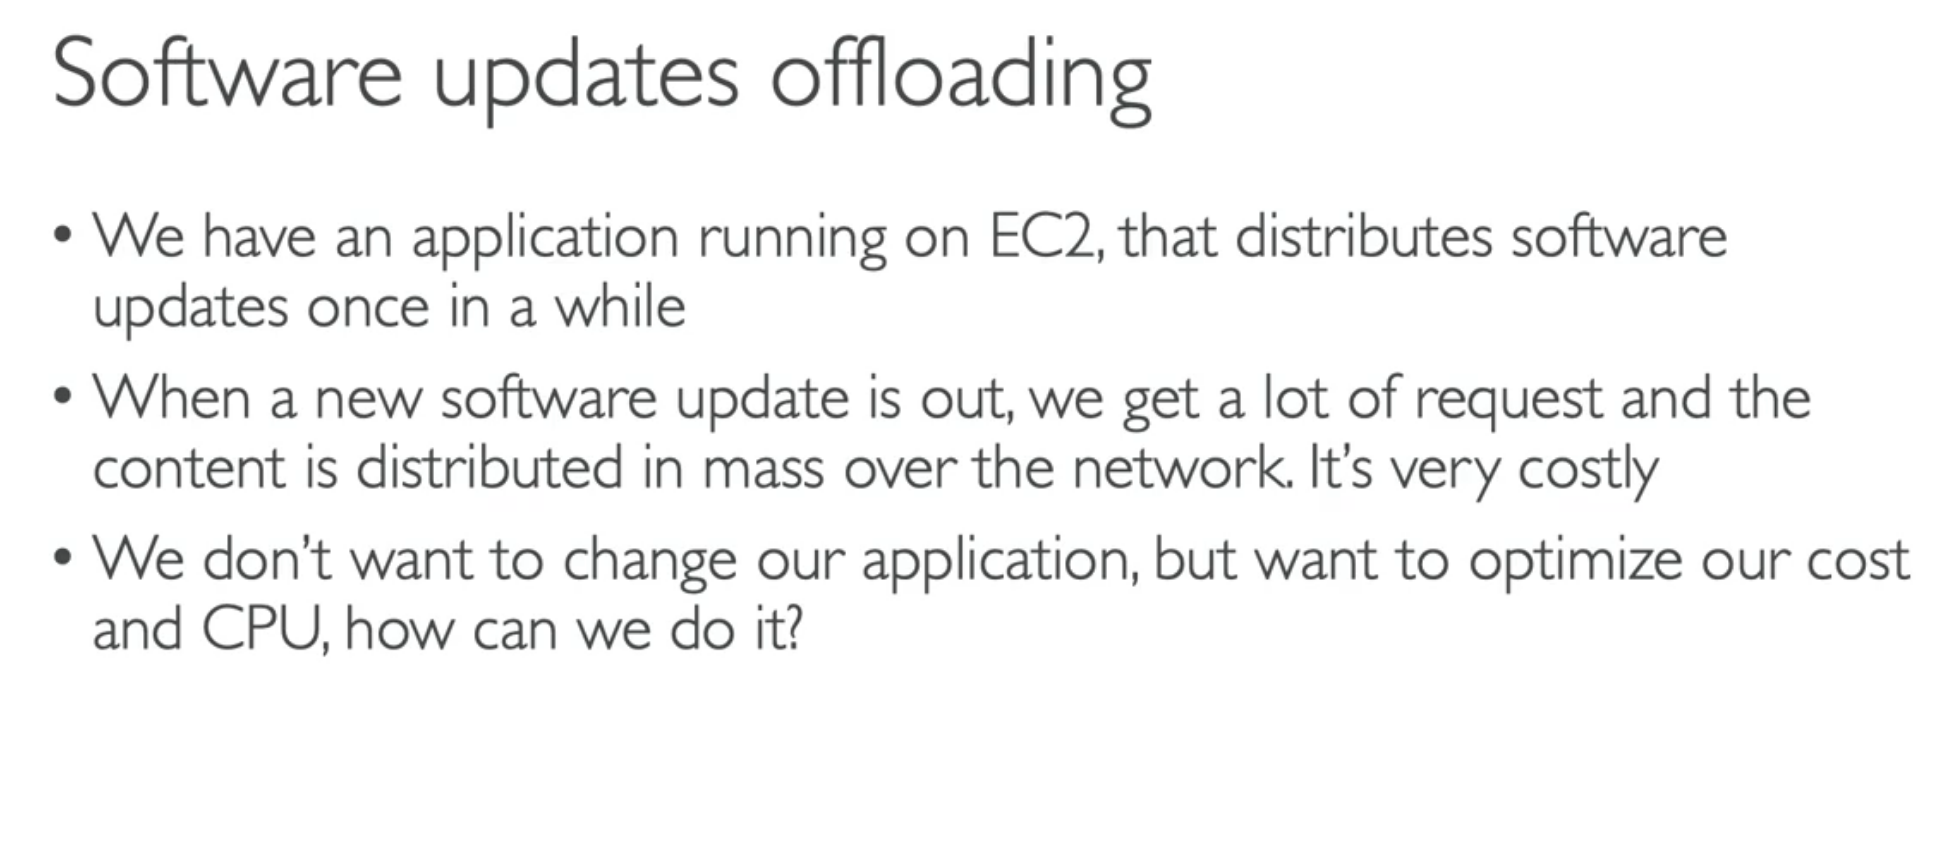 Software updates offloading
• We have an application running on EC2, that distributes software
updates once in a while
• When a new software update is out, we get a lot of request and the
content is distributed in mass over the network. It's very costly
• We don't want to change our application, but want to optimize our cost
and CPU, how can we do it?